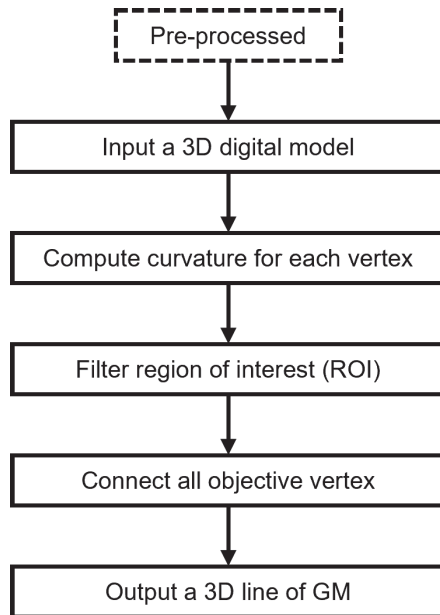 Pre-processed
Input a 3D digital model
Compute curvature for each vertex
Filter region of interest (ROI)
Connect all objective vertex
Output a 3D line of GM